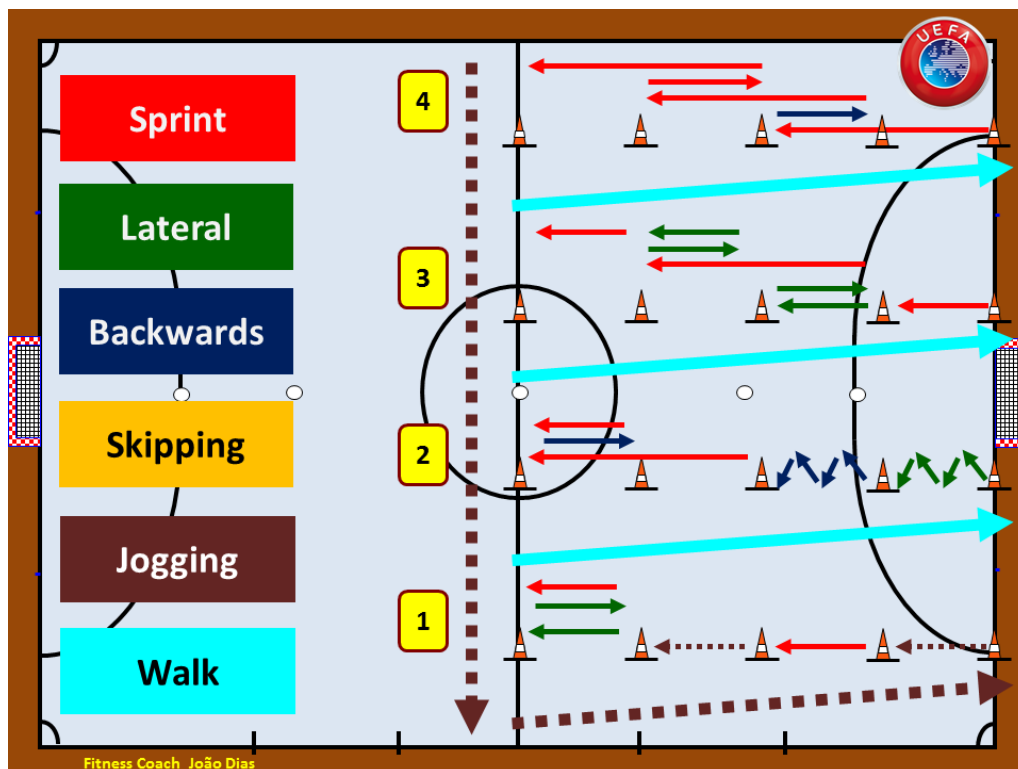 UEFA
4
Sprint
Lateral
3
Backwards
Skipping
2
Jogging
1
Walk
Fitness Coach João Dias